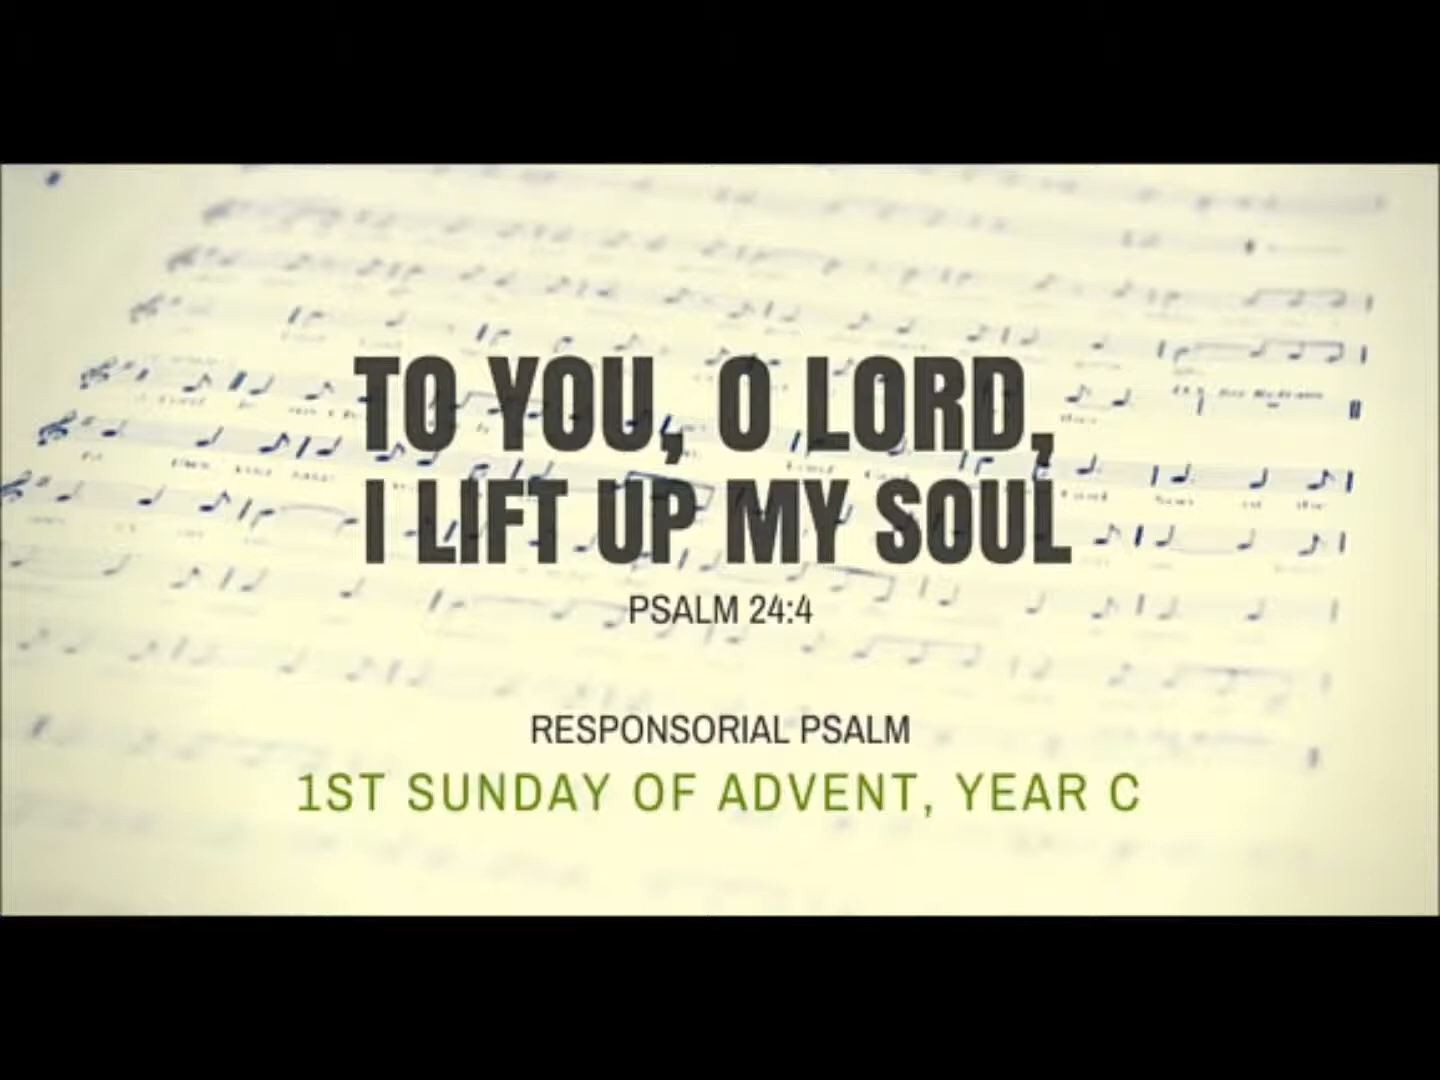 TO YOU, O LORD,
I LIFT UP MY SOUL
PSALM 24:4
RESPONSORIAL PSALM
1ST SUNDAY OF ADVENT, YEAR C